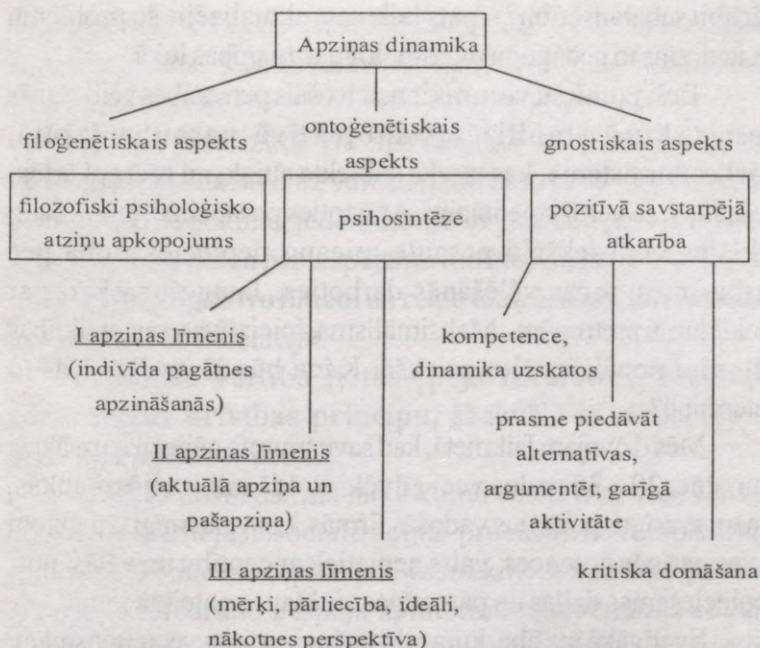 Apziņas dinamika
filoģenētiskais aspekts
ontoģenētiskais
aspekts
gnostiskais aspekts
filozofiski psiholoģisko
atziņu apkopojums
psihosintēze
pozitīvā savstarpējā
atkarība
I apziņas līmenis
(indivīda pagātnes
apzināšanās)
kompetence,
dinamika uzskatos
II apziņas līmenis
(aktuālā apziņa un
pašapziņa)
prasme piedāvāt
alternatīvas,
argumentēt, garīgā
aktivitāte
III apziņas līmenis
(mērķi, pārliecība, ideāli,
nākotnes perspektīva)
kritiska domāšana